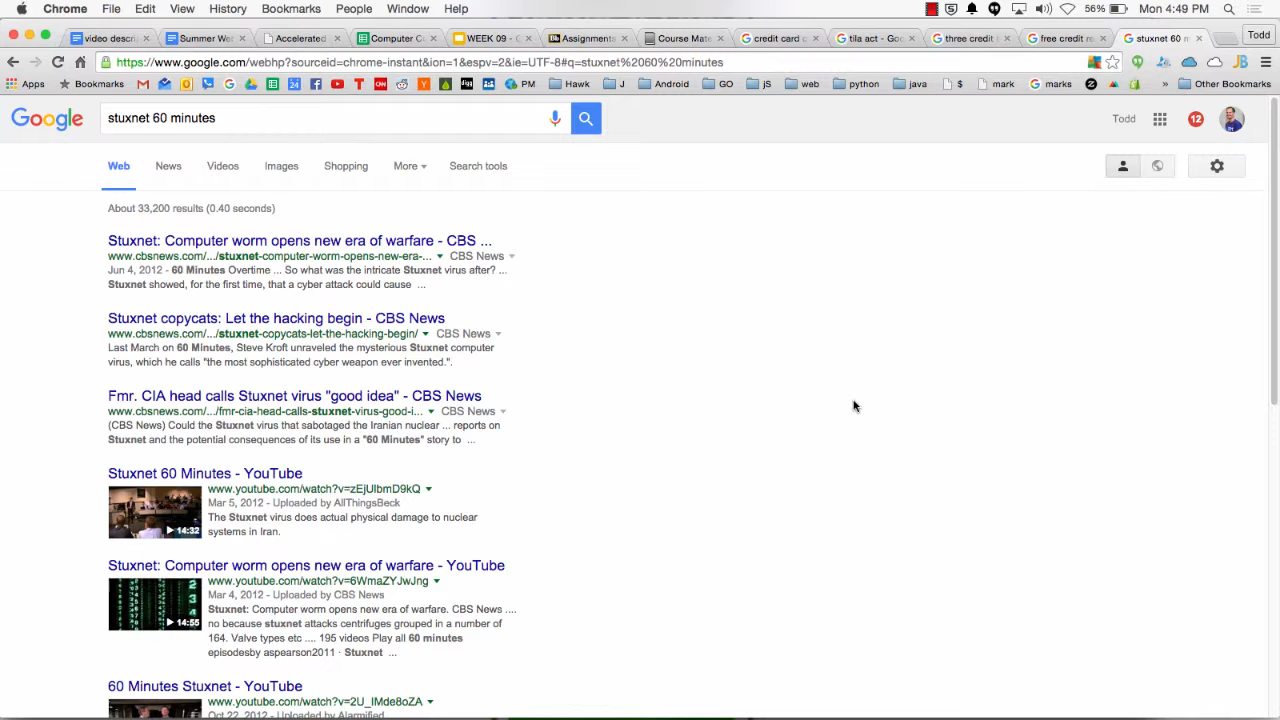 Chrome File Edit View History Bookmarks People Window Help 56% Mon 4:49 PM
video descri Summer We Accelerated Computer C WEEK 09 - G Assignments Course Mate credit card c tila act - Goo three credit free credit re stuxnet 60 m Todd
https://www.google.com/webhp?sourceid=chrome-instant&ion=1&espv=2&ie=UTF-8#q=stuxnet%2060%20minutes
Apps Bookmarks 24 CNN digg PM Hawk J Android GO jS web python java $ mark marks » Other Bookmarks
Google stuxnet 60 minutes Todd 12
Web News Videos Images Shopping More Search tools
About 33,200 results (0.40 seconds)
Stuxnet: Computer worm opens new era of warfare - CBS ...
www.cbsnews.com/.../stuxnet-computer-worm-opens-new-era-... CBS News
Jun 4, 2012 - 60 Minutes Overtime ... So what was the intricate Stuxnet virus after? ...
Stuxnet showed, for the first time, that a cyber attack could cause ...
Stuxnet copycats: Let the hacking begin - CBS News
www.cbsnews.com/.../stuxnet-copycats-let-the-hacking-begin/ CBS News
Last March on 60 Minutes, Steve Kroft unraveled the mysterious Stuxnet computer
virus, which he calls "the most sophisticated cyber weapon ever invented.".
Fmr. CIA head calls Stuxnet virus "good idea" - CBS News
www.cbsnews.com/.../fmr-cia-head-calls-stuxnet-virus-good-i... CBS News
(CBS News) Could the Stuxnet virus that sabotaged the Iranian nuclear ... reports on
Stuxnet and the potential consequences of its use in a "60 Minutes" story to ...
Stuxnet 60 Minutes - YouTube
www.youtube.com/watch?v=zEjUlbmD9kQ
Mar 5, 2012 - Uploaded by AllThingsBeck
The Stuxnet virus does actual physical damage to nuclear
systems in Iran.
14:32
Stuxnet: Computer worm opens new era of warfare - YouTube
www.youtube.com/watch?v=6WmaZYJwJng
Mar 4, 2012 - Uploaded by CBS News
Stuxnet: Computer worm opens new era of warfare. CBS News ....
no because stuxnet attacks centrifuges grouped in a number of
14:55
164. Valve types etc .... 195 videos Play all 60 minutes
episodesby aspearson2011 · Stuxnet ...
60 Minutes Stuxnet - YouTube
www.youtube.com/watch?v=2U_IMde8oZA
Oct 22, 2012 - Uploaded by Alarmified